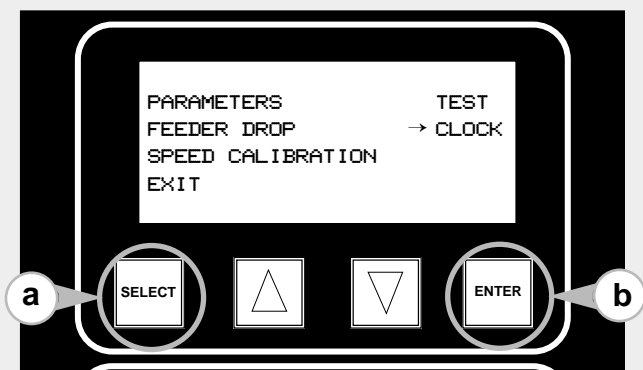 PARAMETERS TEST
FEEDER DROP → CLOCK
SPEED CALIBRATION
EXIT
a SELECT ENTER b